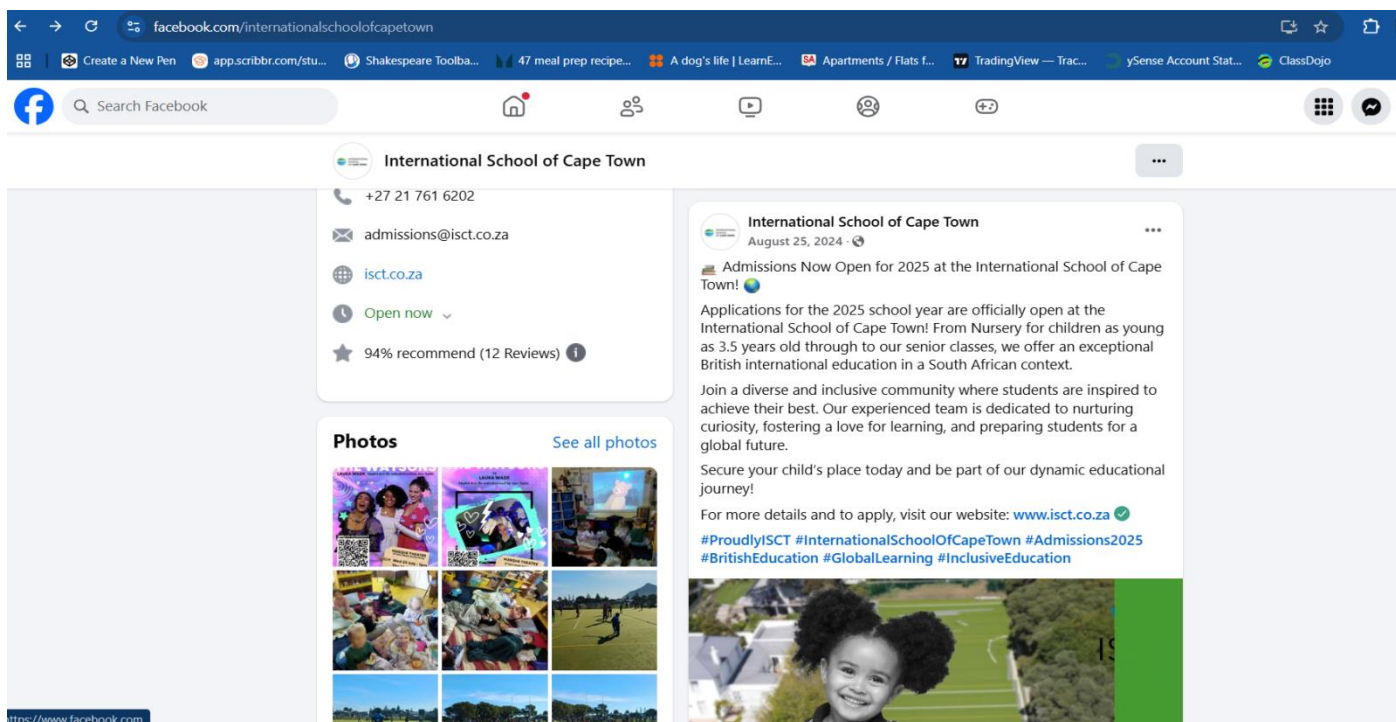 facebook.com/internationalschoolofcapetown
Create a New Pen
app.scribbr.com/stu...
Shakespeare Toolba...
47 meal prep recipe...
A dog's life | LearnE...
SA Apartments / Flats f...
TradingView — Trac...
ySense Account Stat...
ClassDojo
Search Facebook
International School of Cape Town
+27 21 761 6202
admissions@isct.co.za
isct.co.za
Open now
94% recommend (12 Reviews)
Photos
See all photos
LAURA WADE
LAURA WADE
International School of Cape Town
August 25, 2024 ·
Admissions Now Open for 2025 at the International School of Cape
Town!
Applications for the 2025 school year are officially open at the
International School of Cape Town! From Nursery for children as young
as 3.5 years old through to our senior classes, we offer an exceptional
British international education in a South African context.
Join a diverse and inclusive community where students are inspired to
achieve their best. Our experienced team is dedicated to nurturing
curiosity, fostering a love for learning, and preparing students for a
global future.
Secure your child's place today and be part of our dynamic educational
journey!
For more details and to apply, visit our website: www.isct.co.za
#ProudlyISCT #InternationalSchoolOfCapeTown #Admissions2025
#BritishEducation #GlobalLearning #InclusiveEducation
https://www.facebook.com